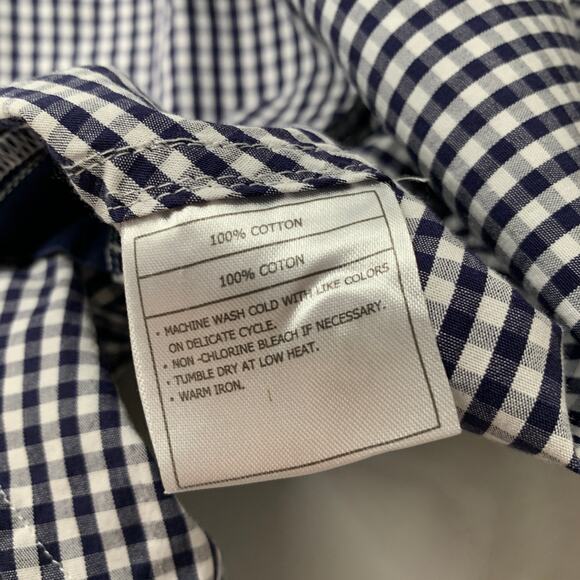 100% COTTON
100% COTON
• MACHINE WASH COLD WITH LIKE COLORS
ON DELICATE CYCLE.
• NON -CHLORINE BLEACH IF NECESSARY.
• TUMBLE DRY AT LOW HEAT.
• WARM IRON.